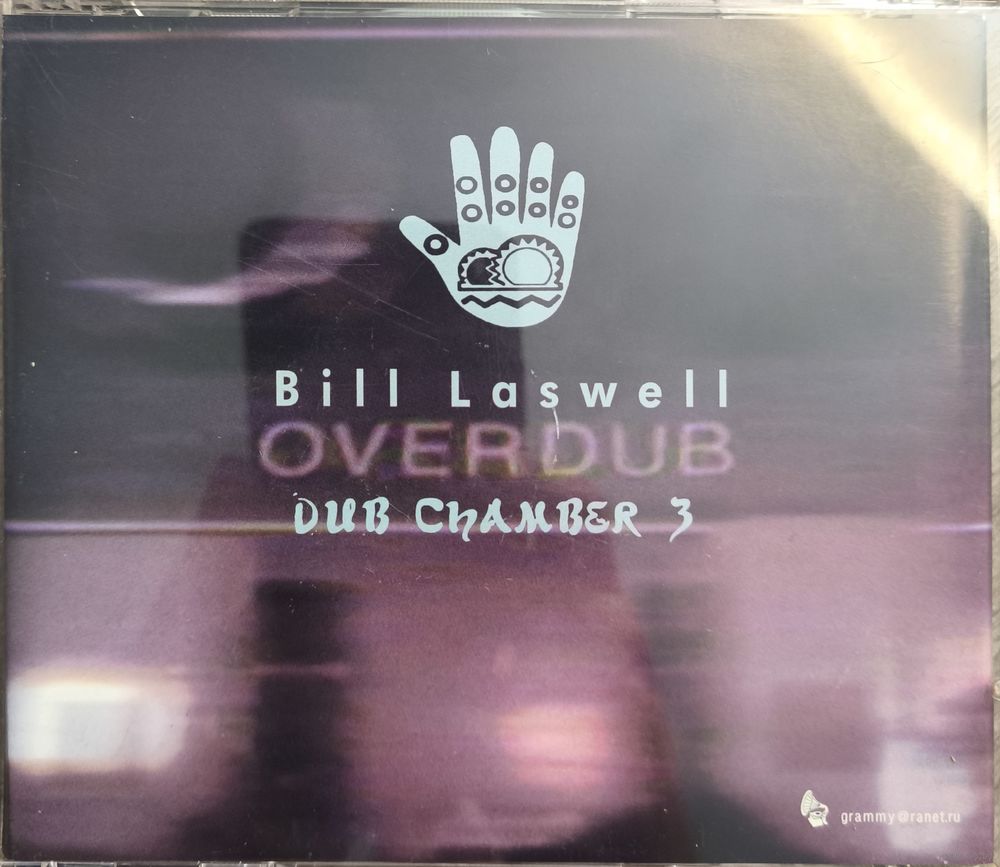 Bill Laswell
OVERDUB
DUB CHAMBER 3
grammy@ranet.ru